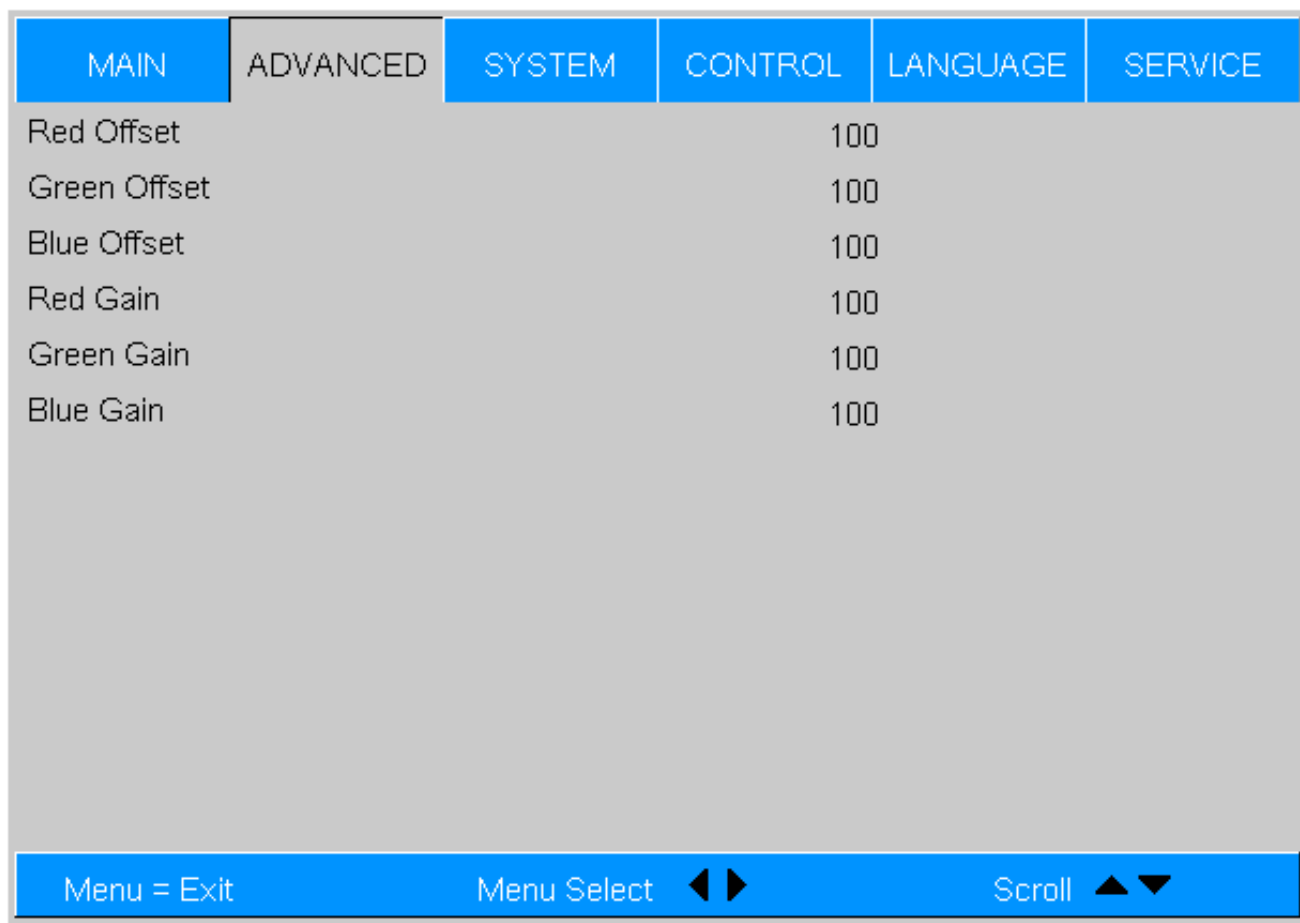 MAIN ADVANCED SYSTEM CONTROL LANGUAGE SERVICE
Red Offset 100
Green Offset 100
Blue Offset 100
Red Gain 100
Green Gain 100
Blue Gain 100
Menu = Exit Menu Select ◀ ▶ Scroll ▲ ▼